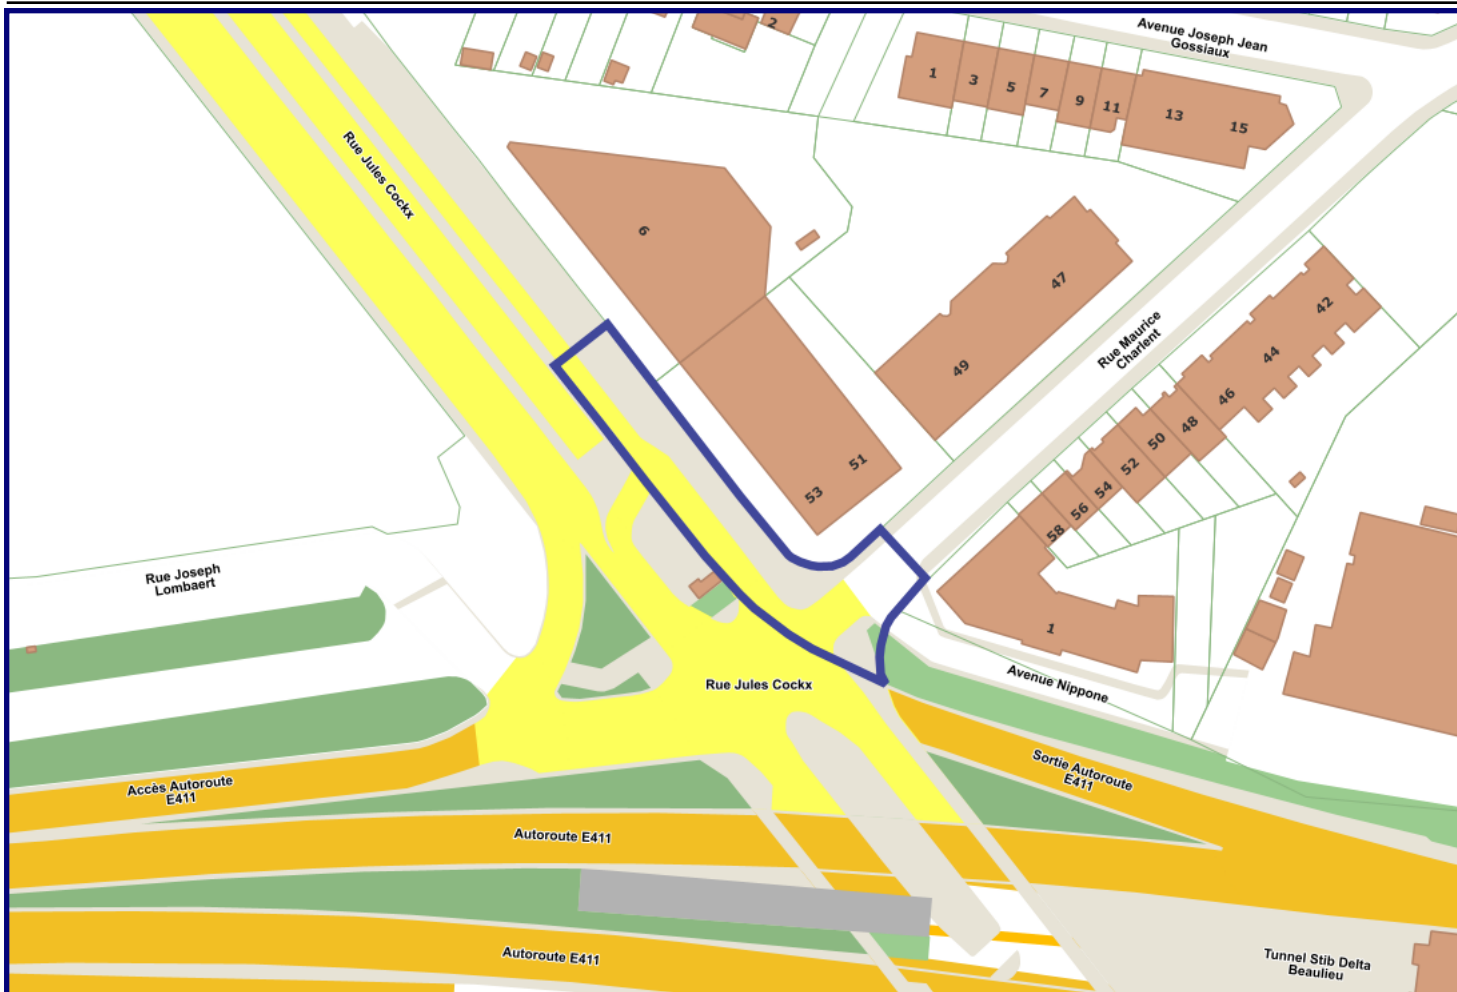 2
Avenue Joseph Jean
Gossiaux
1
3
5
7
9
11
13
15
Rue Jules Cockx
6
47
49
Rue Maurice
Charlent
42
44
46
48
50
52
54
56
58
51
53
Rue Joseph
Lombaert
1
Rue Jules Cockx
Avenue Nippone
Accès Autoroute
E411
Sortie Autoroute
E411
Autoroute E411
Autoroute E411
Tunnel Stib Delta
Beaulieu